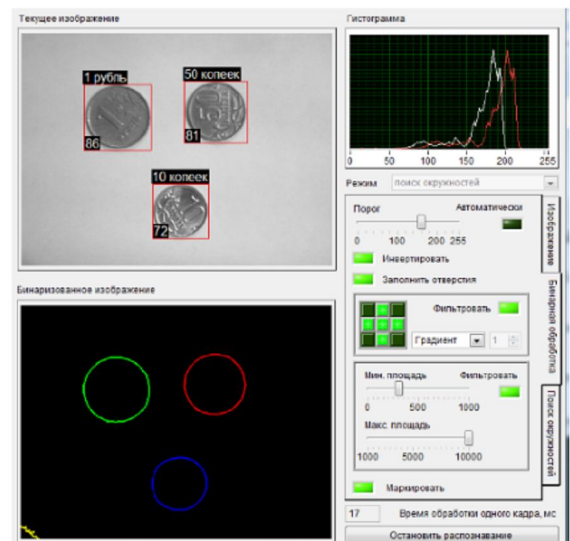 Текущее изображение
1 рубль
86
50 копеек
81
10 копеек
72
Бинаризованное изображение
Гистограмма
0 50 100 150 200 255
Режим поиск окружностей
Порог Автоматически
0 100 200 255
Инвертировать
Заполнить отверстия
Фильтровать
Градиент 1
Мин. площадь Фильтровать
0 500 1000
Макс. площадь
1000 5000 10000
Маркировать
Изображение
Бинарная обработка
Поиск окружностей
17 Время обработки одного кадра, мс
Остановить распознавание